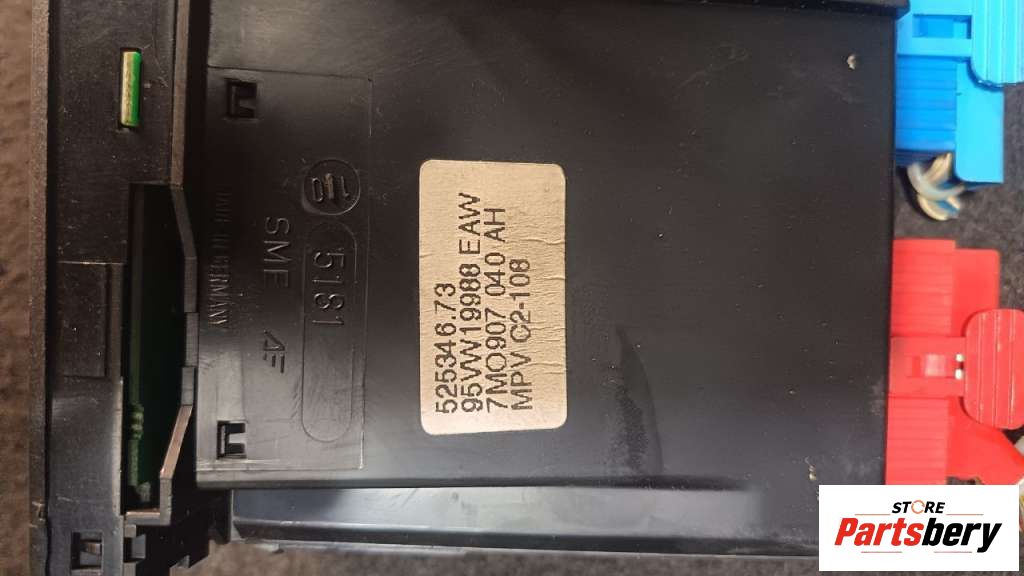 525346.73
95VW19988 EAW
7MO907 040 AH
MPV C2-108
5181
SMF
MADE IN GERMANY
STORE
Partsbery